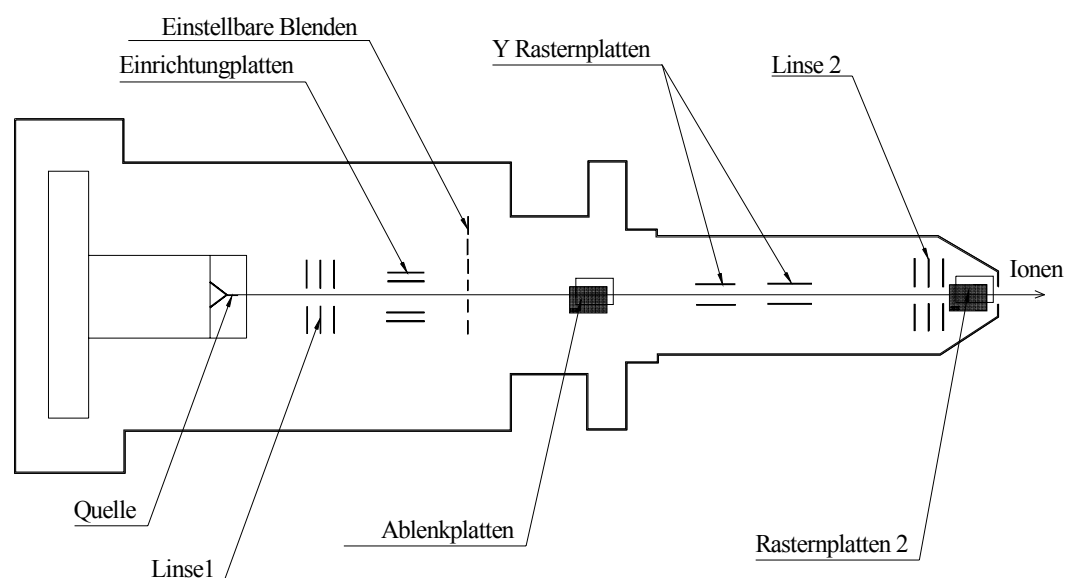 Einstellbare Blenden
Einrichtungplatten
Y Rasternplatten
Linse 2
Ionen
Quelle
Linse1
Ablenkplatten
Rasternplatten 2